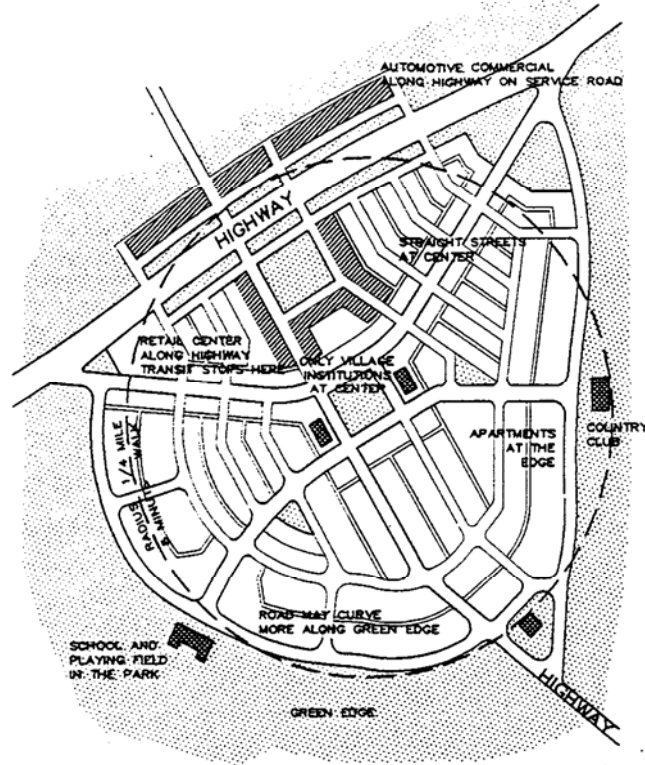 AUTOMOTIVE COMMERCIAL
ALONG HIGHWAY ON SERVICE ROAD
HIGHWAY
STRAIGHT STREETS
AT CENTER
RETAIL CENTER
ALONG HIGHWAY
TRANSIT STOPS HERE
ONLY VILLAGE
INSTITUTIONS
AT CENTER
COUNTRY
CLUB
APARTMENTS
AT THE
EDGE
RADIUS 1/4 MILE
5 MINUTE WALK
ROAD MAY CURVE
MORE ALONG GREEN EDGE
SCHOOL AND
PLAYING FIELD
IN THE PARK
HIGHWAY
GREEN EDGE